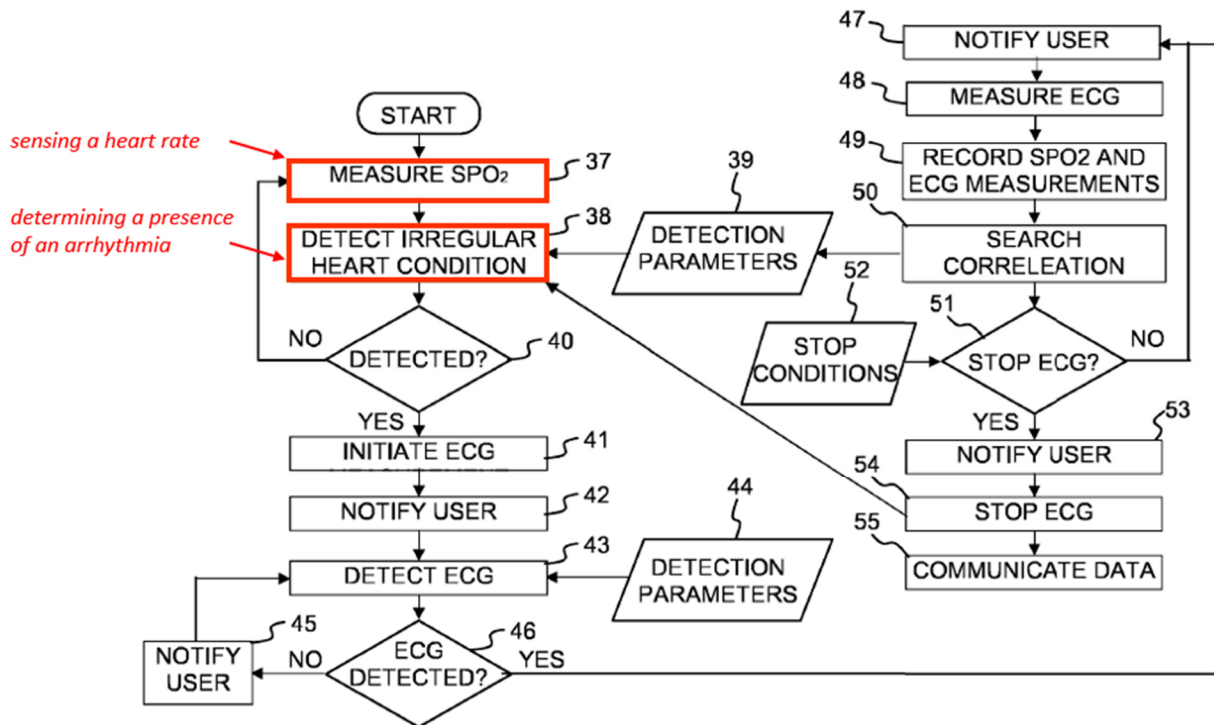 START
sensing a heart rate
MEASURE SPO₂
37
determining a presence
of an arrhythmia
38
DETECT IRREGULAR
HEART CONDITION
39
DETECTION
PARAMETERS
NO
DETECTED?
40
YES
INITIATE ECG
41
NOTIFY USER
42
DETECT ECG
43
44
DETECTION
PARAMETERS
45
NOTIFY
USER
NO
ECG
DETECTED?
46
YES
47
NOTIFY USER
48
MEASURE ECG
49
RECORD SPO2 AND
ECG MEASUREMENTS
50
SEARCH
CORRELEATION
52
STOP
CONDITIONS
51
STOP ECG?
NO
YES
53
NOTIFY USER
54
STOP ECG
55
COMMUNICATE DATA